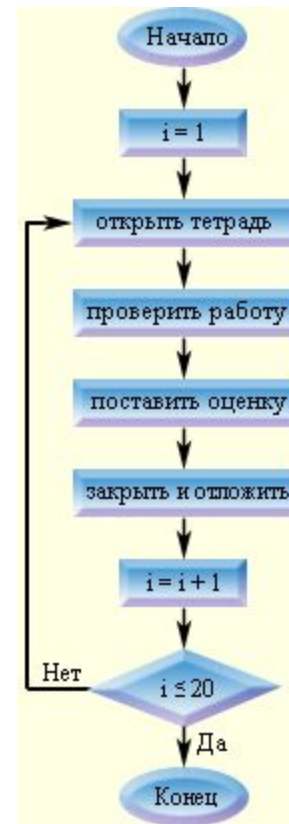 Начало
i = 1
открыть тетрадь
проверить работу
поставить оценку
закрыть и отложить
i = i + 1
Нет
i ≤ 20
Да
Конец